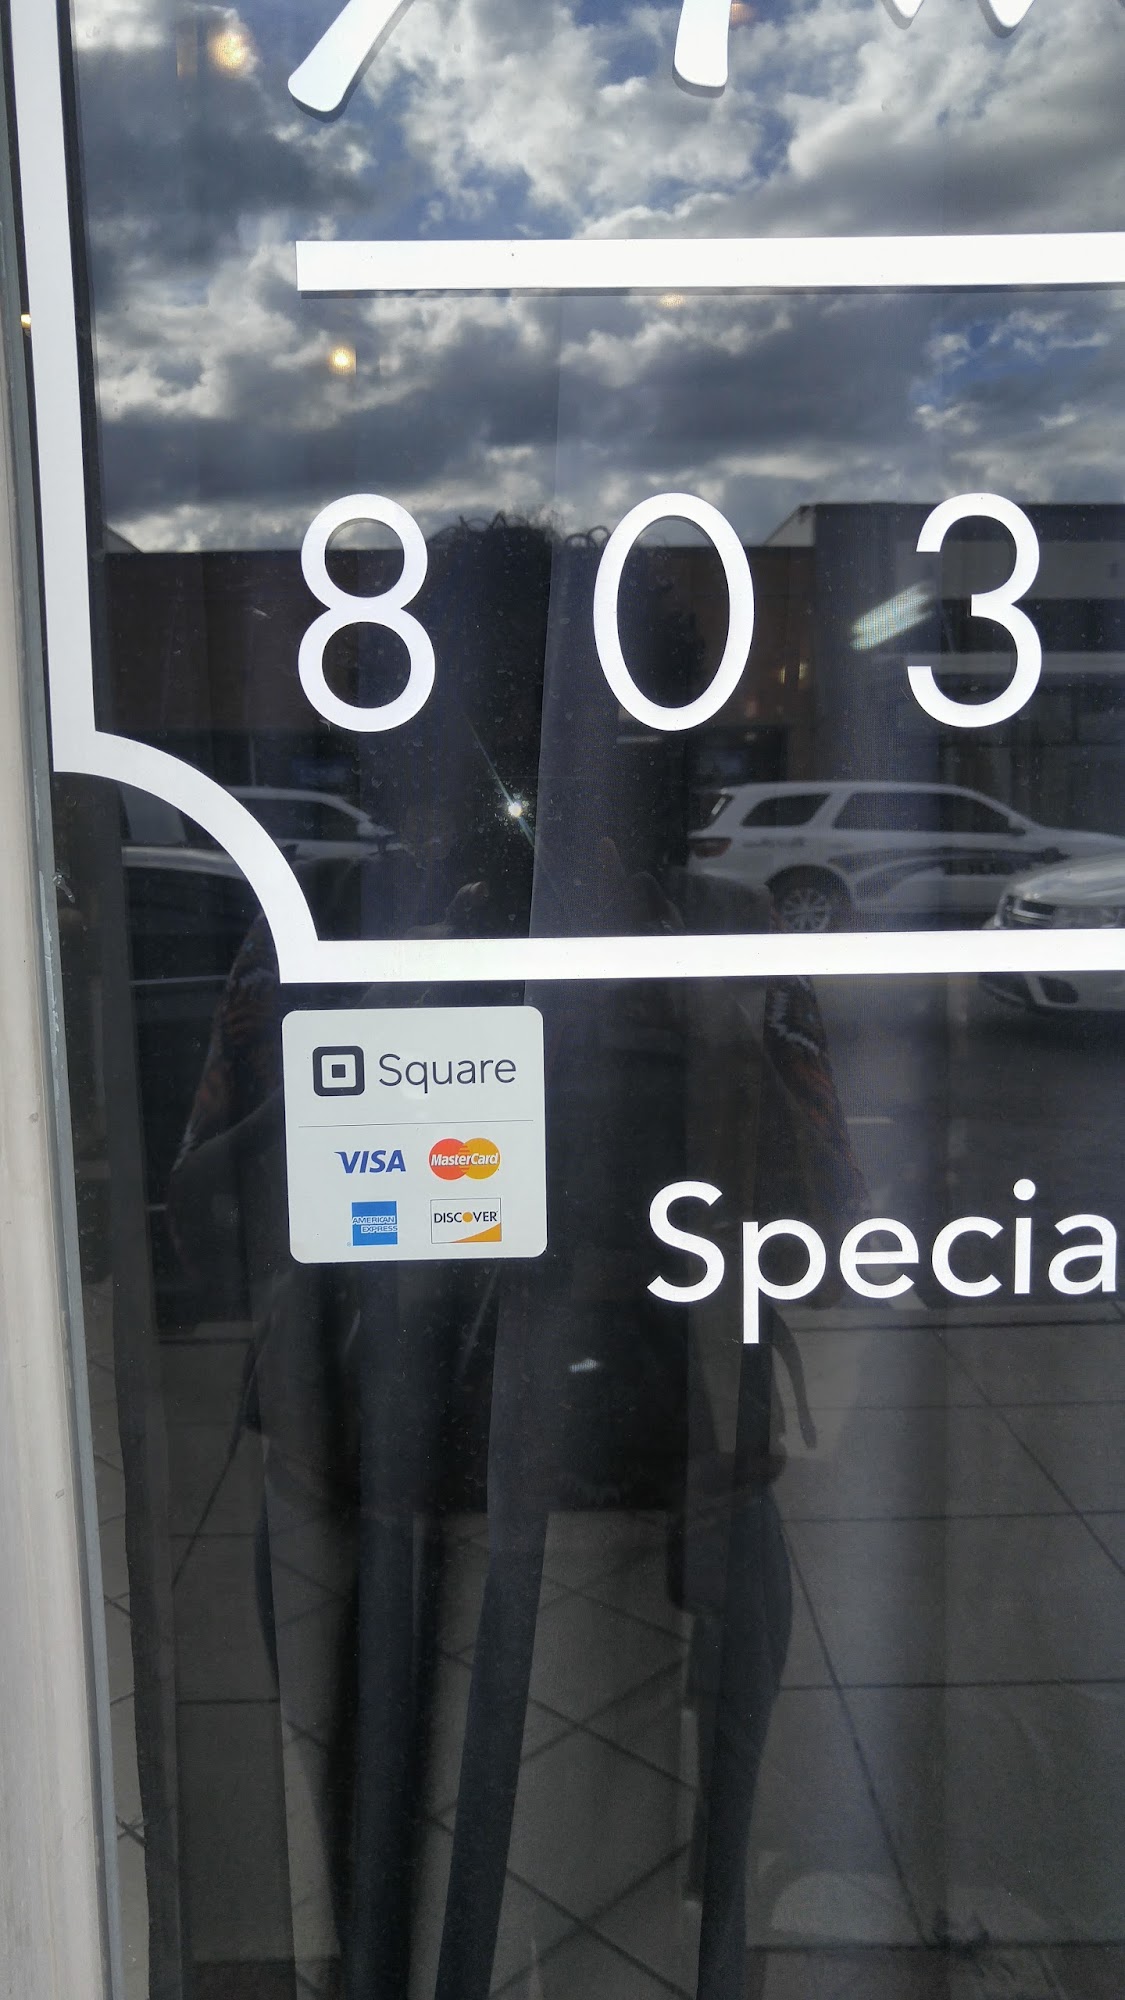 803
Square
VISA MasterCard
AMERICAN EXPRESS DISCOVER
Specia